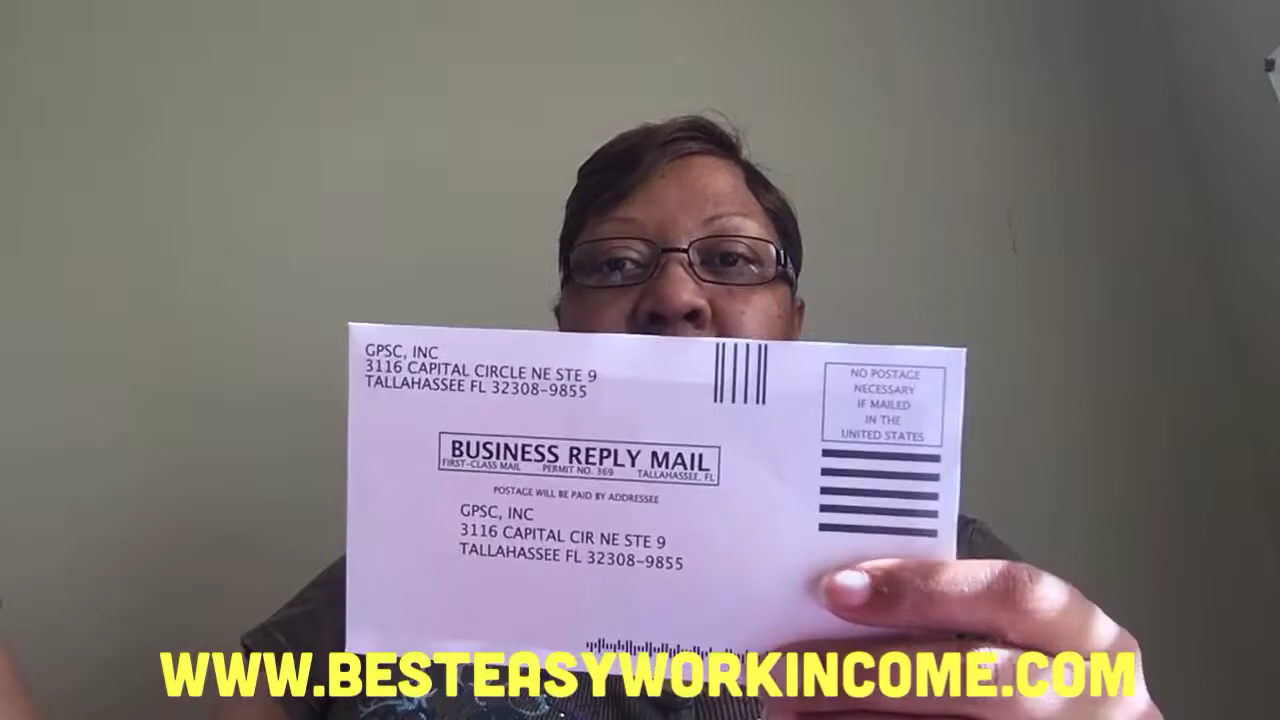 GPSC, INC
3116 CAPITAL CIRCLE NE STE 9
TALLAHASSEE FL 32308-9855
NO POSTAGE
NECESSARY
IF MAILED
IN THE
UNITED STATES
BUSINESS REPLY MAIL
FIRST-CLASS MAIL PERMIT NO. 369 TALLAHASSEE, FL
POSTAGE WILL BE PAID BY ADDRESSEE
GPSC, INC
3116 CAPITAL CIR NE STE 9
TALLAHASSEE FL 32308-9855
WWW.BESTEASYWORKINCOME.COM